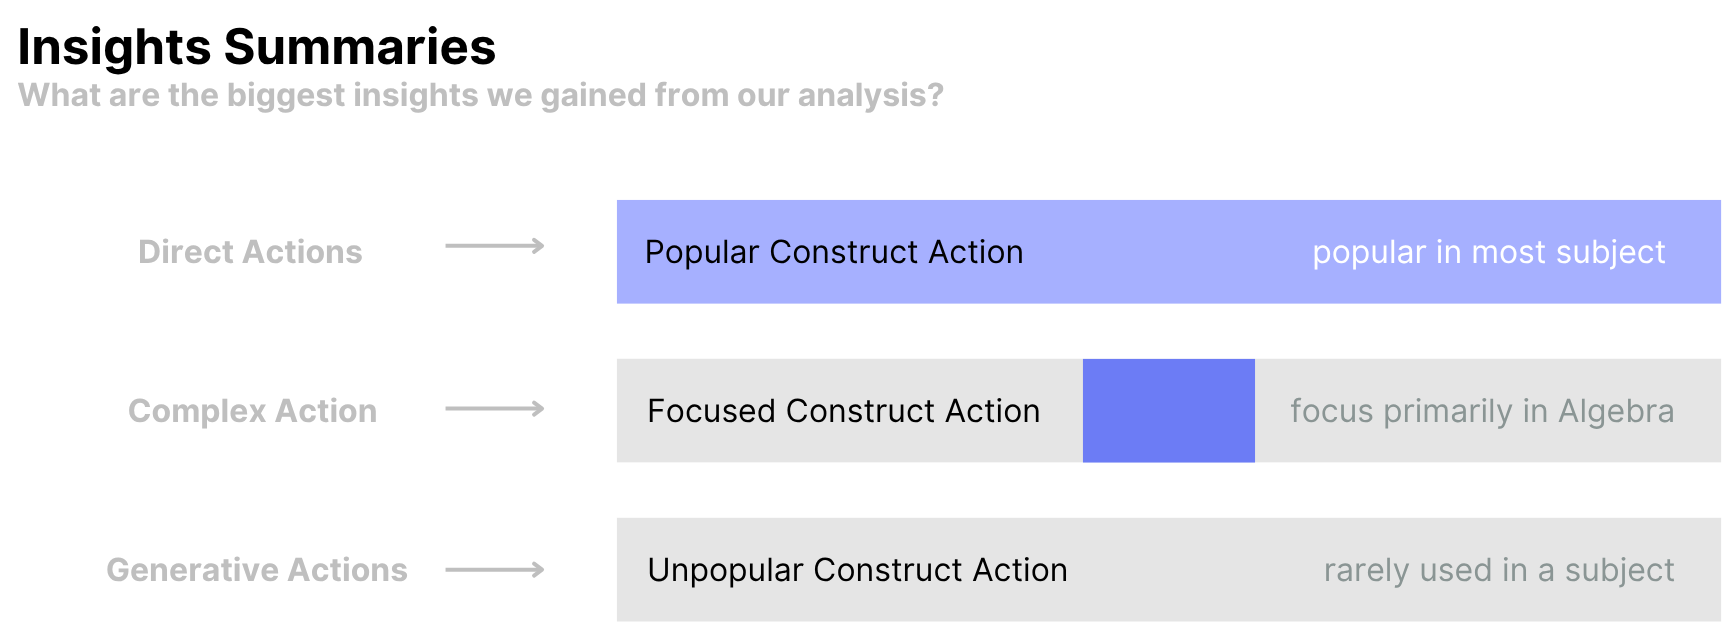 Insights Summaries
What are the biggest insights we gained from our analysis?
Direct Actions
Popular Construct Action
popular in most subject
Complex Action
Focused Construct Action
focus primarily in Algebra
Generative Actions
Unpopular Construct Action
rarely used in a subject